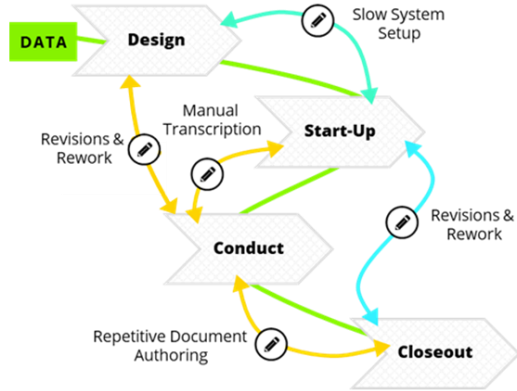 DATA
Design
Slow System
Setup
Manual
Transcription
Revisions &
Rework
Start-Up
Revisions &
Rework
Conduct
Repetitive Document
Authoring
Closeout